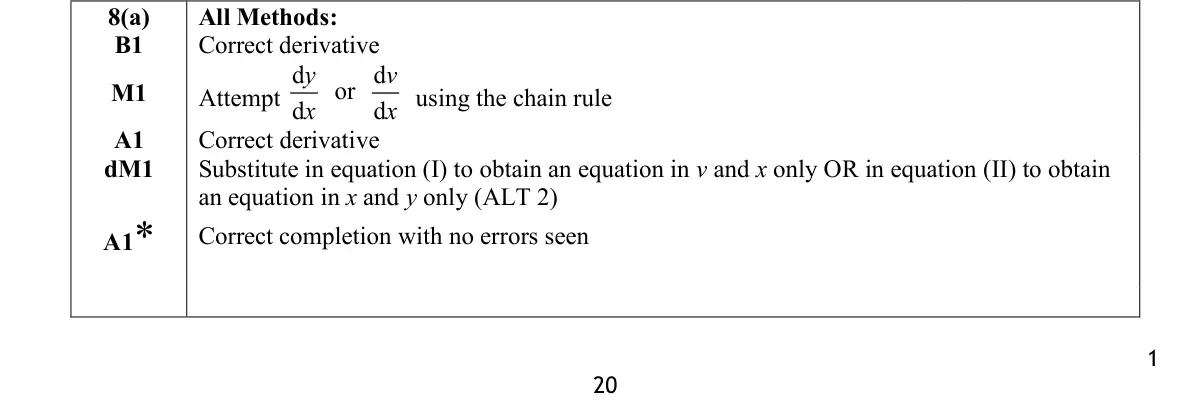 8(a) All Methods:
B1 Correct derivative
M1 Attempt dy/dx or dv/dx using the chain rule
A1 Correct derivative
dM1 Substitute in equation (I) to obtain an equation in v and x only OR in equation (II) to obtain
an equation in x and y only (ALT 2)
A1* Correct completion with no errors seen
1
20